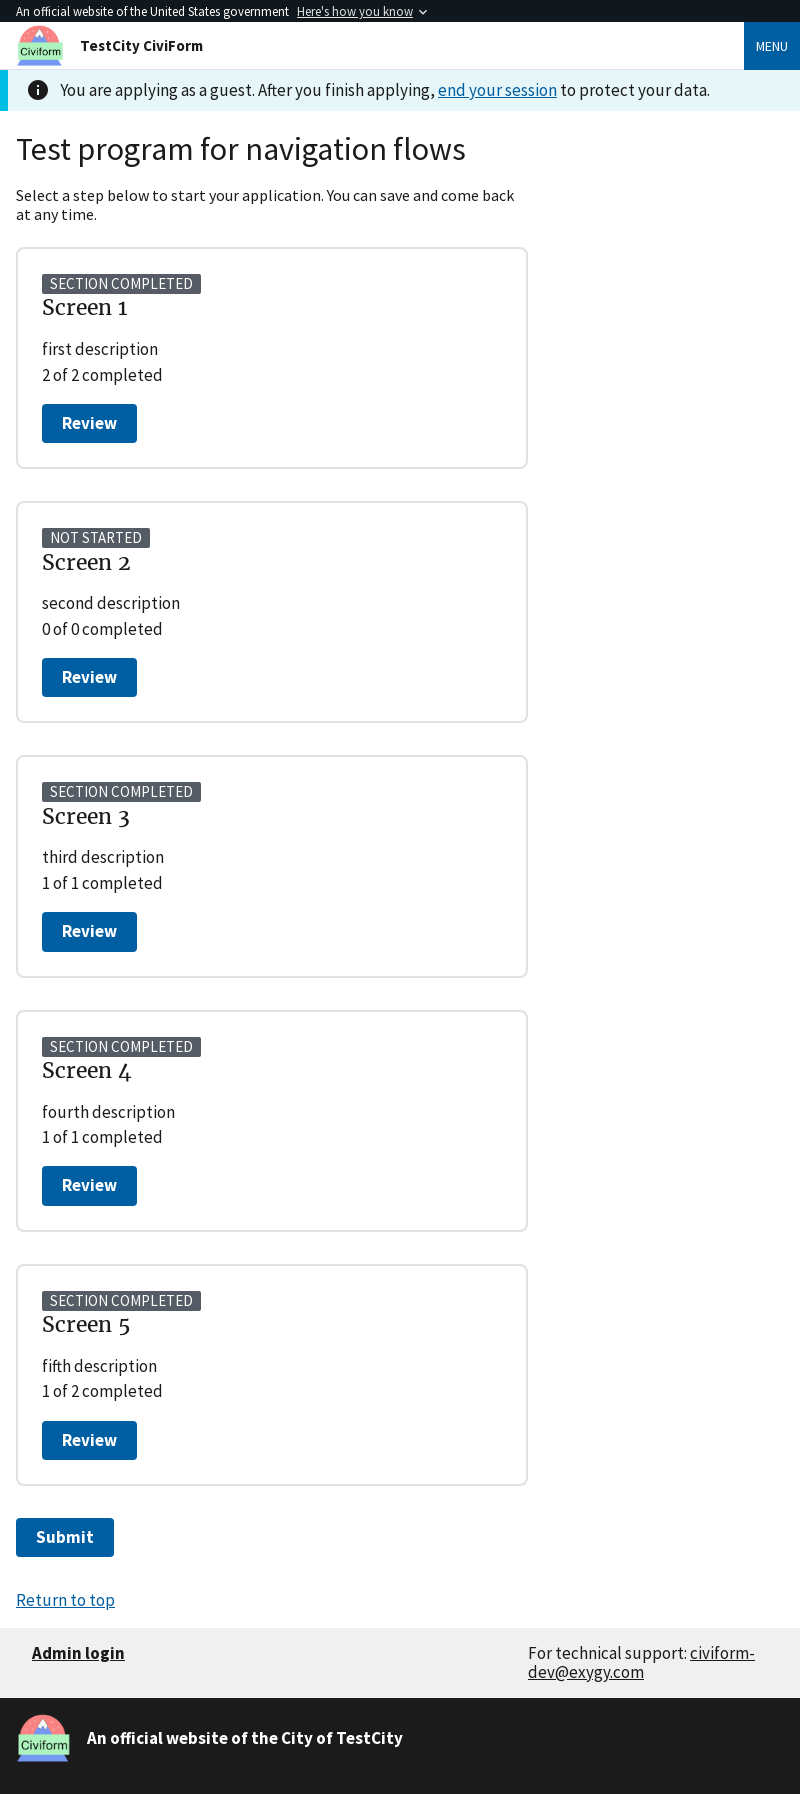 An official website of the United States government Here's how you know
Civiform
TestCity CiviForm
MENU
You are applying as a guest. After you finish applying, end your session to protect your data.
Test program for navigation flows
Select a step below to start your application. You can save and come back
at any time.
SECTION COMPLETED
Screen 1
first description
2 of 2 completed
Review
NOT STARTED
Screen 2
second description
0 of 0 completed
Review
SECTION COMPLETED
Screen 3
third description
1 of 1 completed
Review
SECTION COMPLETED
Screen 4
fourth description
1 of 1 completed
Review
SECTION COMPLETED
Screen 5
fifth description
1 of 2 completed
Review
Submit
Return to top
Admin login
For technical support: civiform-
dev@exygy.com
Civiform
An official website of the City of TestCity